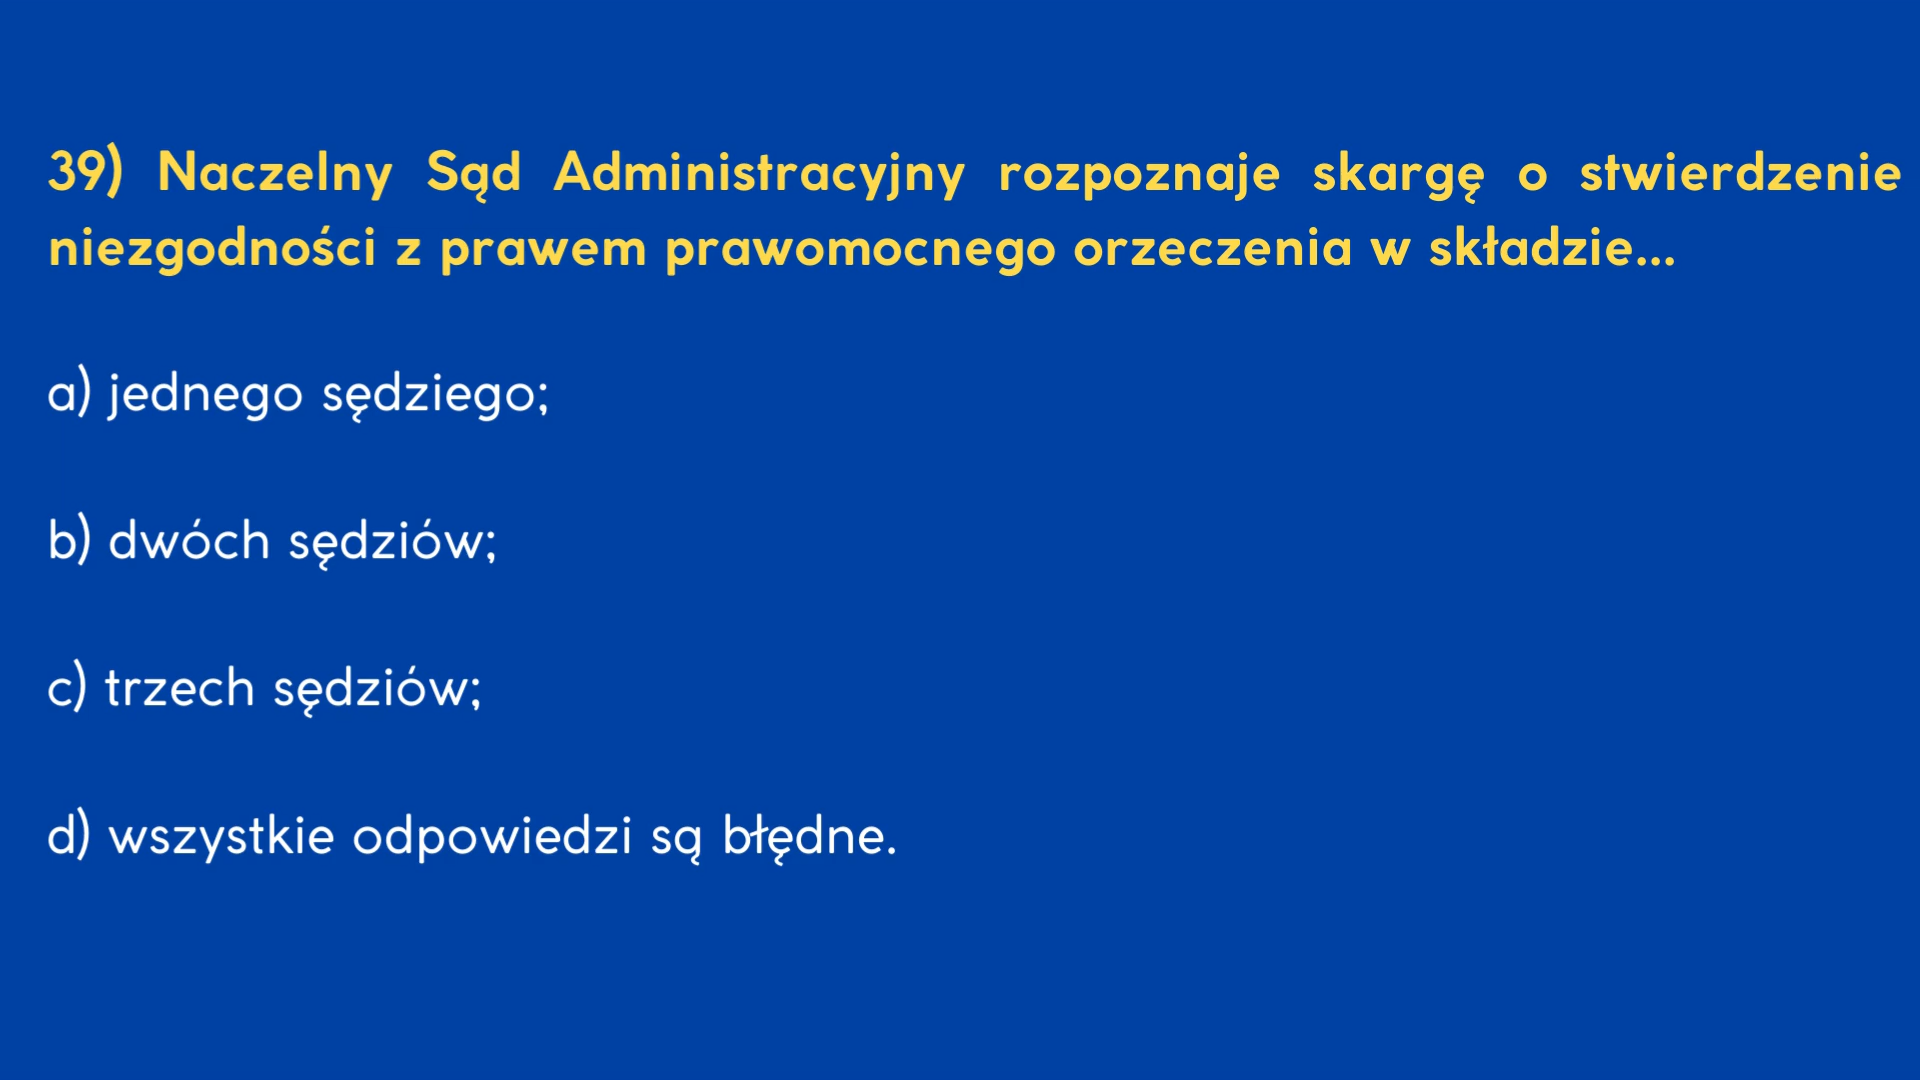 39) Naczelny Sąd Administracyjny rozpoznaje skargę o stwierdzenie
niezgodności z prawem prawomocnego orzeczenia w składzie...
a) jednego sędziego;
b) dwóch sędziów;
c) trzech sędziów;
d) wszystkie odpowiedzi są błędne.